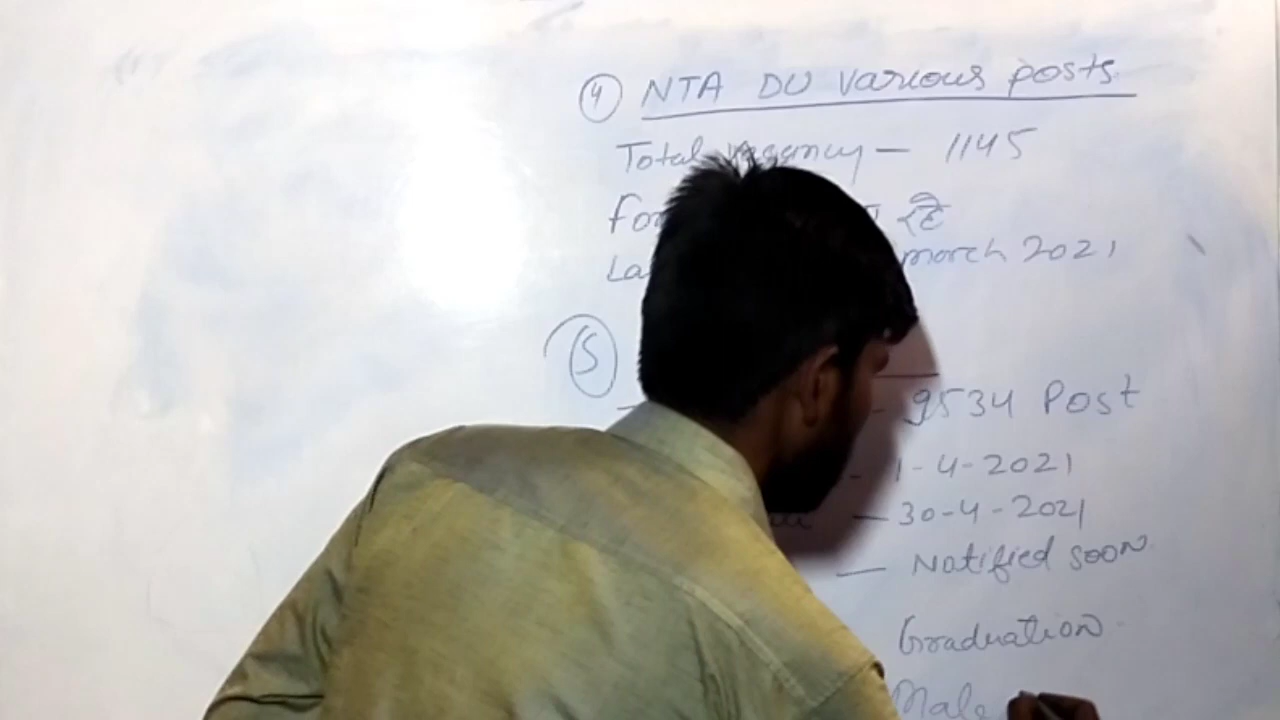 4 NTA DU Various posts
Total vacancy — 1145
For रहे
La march 2021
5
- 9534 Post
- 1-4-2021
— 30-4-2021
— Notified soon
Graduation
Male